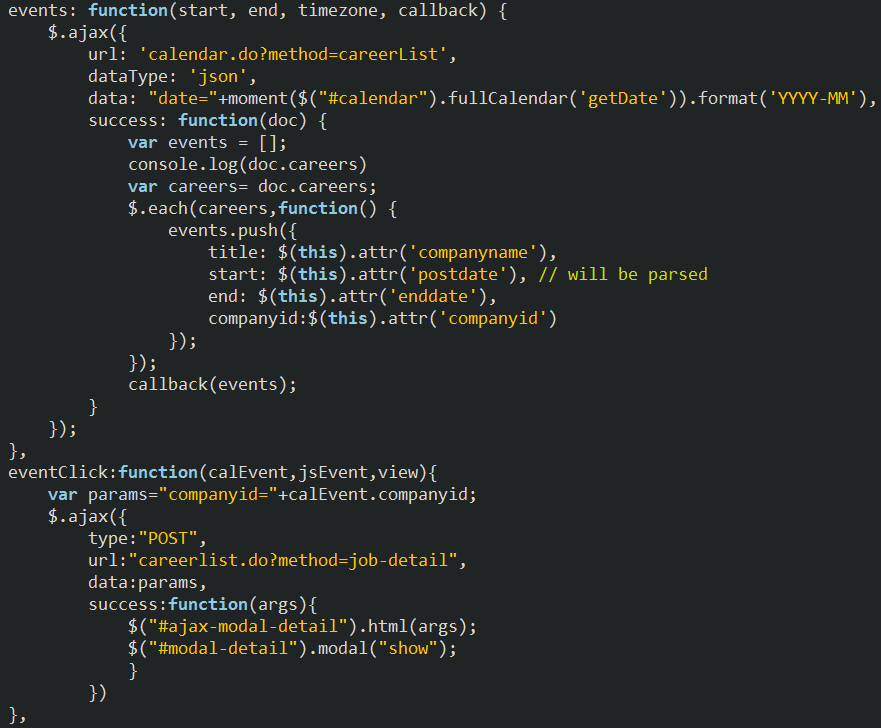 events: function(start, end, timezone, callback) {
    $.ajax({
        url: 'calendar.do?method=careerList',
        dataType: 'json',
        data: "date="+moment($("#calendar").fullCalendar('getDate')).format('YYYY-MM'),
        success: function(doc) {
            var events = [];
            console.log(doc.careers)
            var careers= doc.careers;
            $.each(careers,function() {
                events.push({
                    title: $(this).attr('companyname'),
                    start: $(this).attr('postdate'), // will be parsed
                    end: $(this).attr('enddate'),
                    companyid:$(this).attr('companyid')
                });
            });
            callback(events);
        }
    });
},
eventClick:function(calEvent,jsEvent,view){
    var params="companyid="+calEvent.companyid;
    $.ajax({
        type:"POST",
        url:"careerlist.do?method=job-detail",
        data:params,
        success:function(args){
            $("#ajax-modal-detail").html(args);
            $("#modal-detail").modal("show");
            }
        })
},